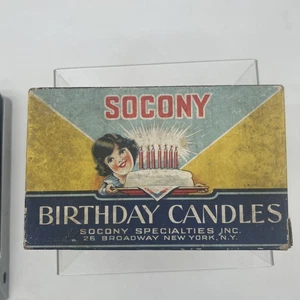 SOCONY
BIRTHDAY CANDLES
SOCONY SPECIALTIES INC.
26 BROADWAY NEW YORK, N.Y.